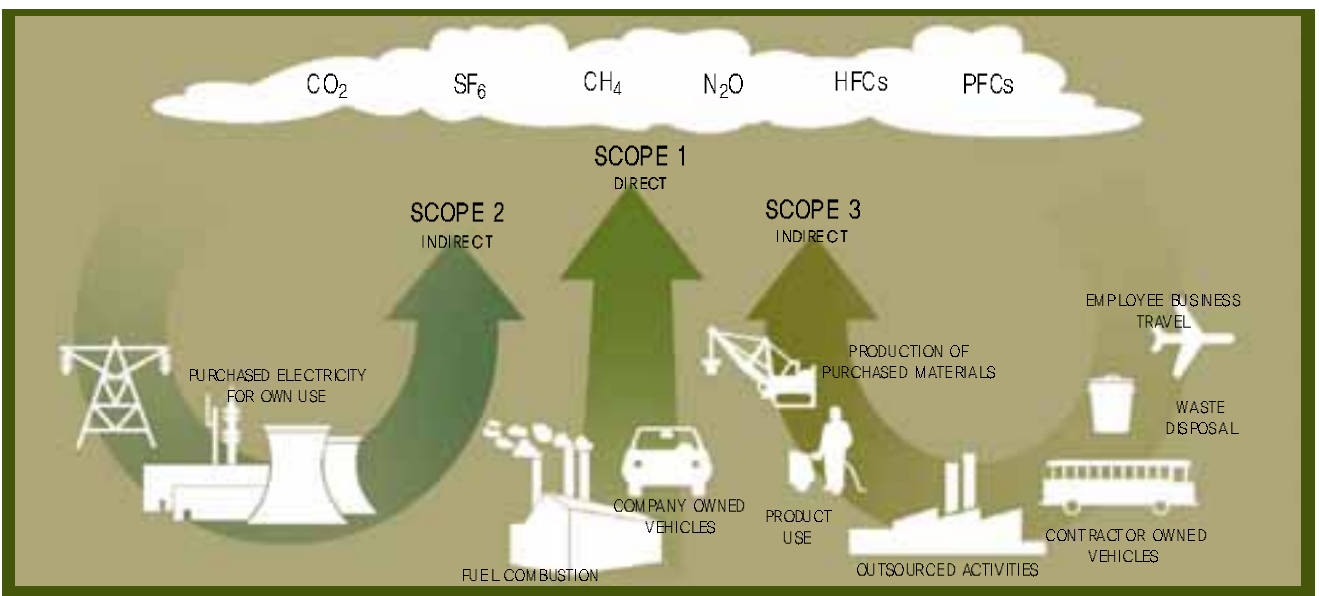 CO₂ SF₆ CH₄ N₂O HFCs PFCs
SCOPE 1
DIRECT
SCOPE 2
INDIRECT
SCOPE 3
INDIRECT
PURCHASED ELECTRICITY
FOR OWN USE
FUEL COMBUSTION
COMPANY OWNED
VEHICLES
PRODUCTION OF
PURCHASED MATERIALS
PRODUCT
USE
OUTSOURCED ACTIVITIES
EMPLOYEE BUSINESS
TRAVEL
WASTE
DISPOSAL
CONTRACTOR OWNED
VEHICLES